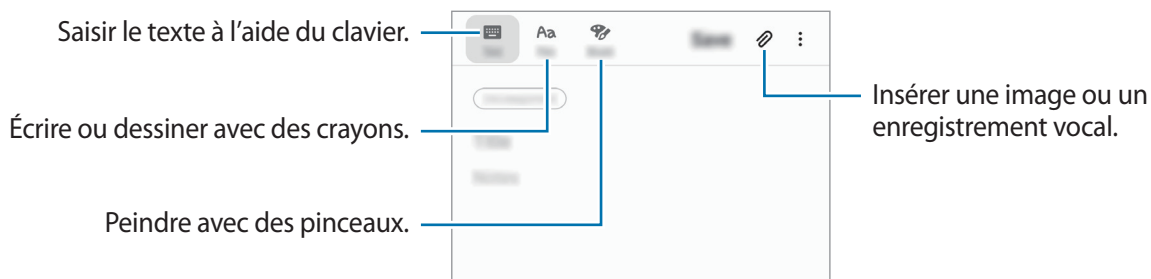 Saisir le texte à l’aide du clavier.
Aa
Écrire ou dessiner avec des crayons.
Peindre avec des pinceaux.
Insérer une image ou un
enregistrement vocal.